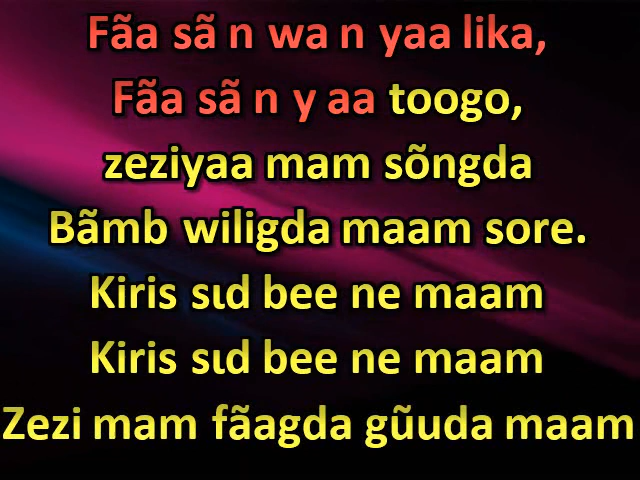 Fãa sã n wa n yaa lika,
Fãa sã n y aa toogo,
zeziyaa mam sõngda
Bãmb wiligda maam sore.
Kiris sɩd bee ne maam
Kiris sɩd bee ne maam
Zezi mam fãagda gũuda maam